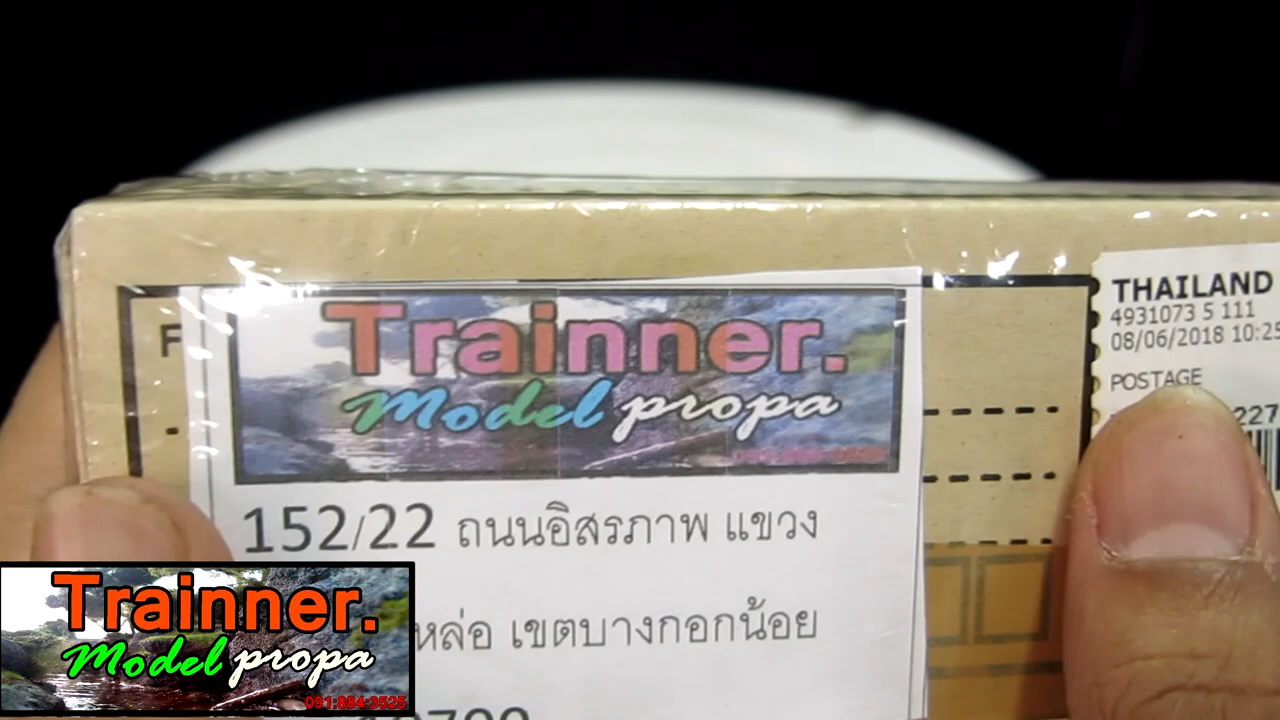 THAILAND
4931073 5 111
08/06/2018 10:25
POSTAGE
227
F
Trainner.
Model propa
152/22 ถนนอิสรภาพ แขวง
หล่อ เขตบางกอกน้อย
10700
Trainner.
Model propa
091:884:3525